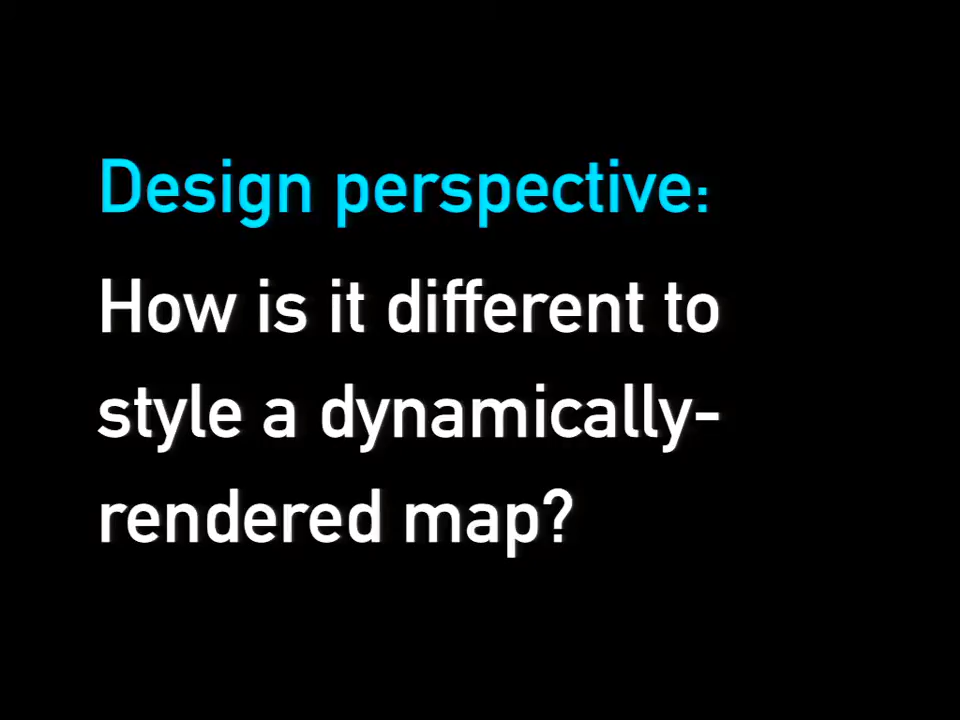 Design perspective:
How is it different to
style a dynamically-
rendered map?